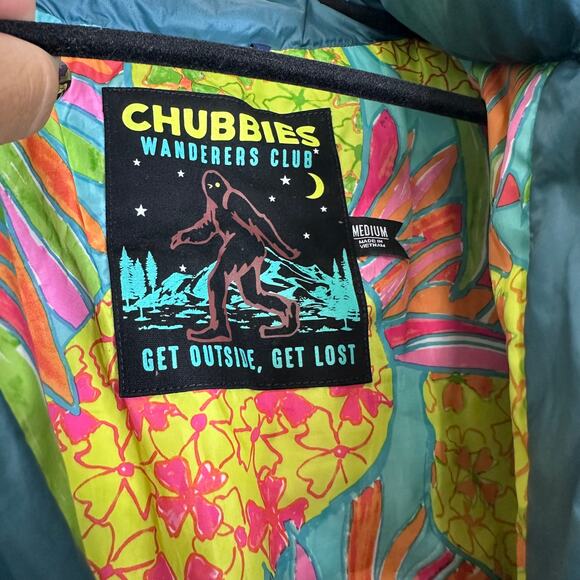 CHUBBIES
WANDERERS CLUB
GET OUTSIDE, GET LOST
MEDIUM
MADE IN
VIETNAM